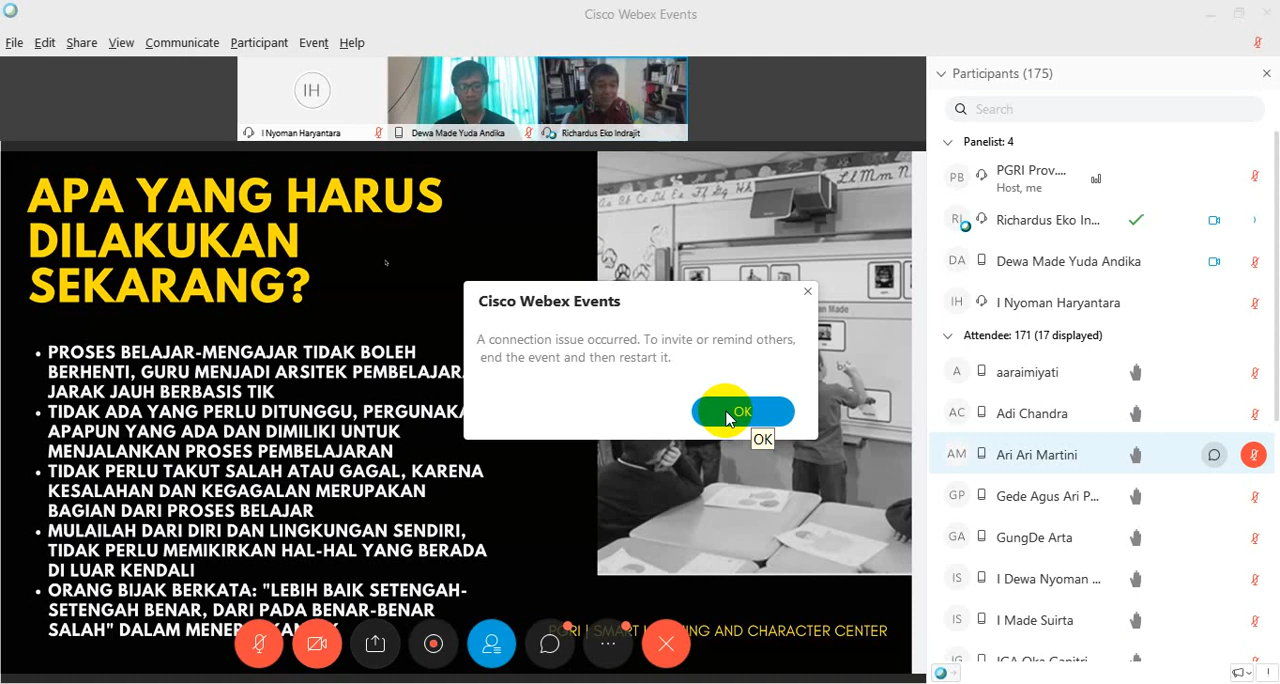 Cisco Webex Events
File Edit Share View Communicate Participant Event Help
IH
I Nyoman Haryantara
Dewa Made Yuda Andika
Richardus Eko Indrajit
APA YANG HARUS
DILAKUKAN
SEKARANG?
• PROSES BELAJAR-MENGAJAR TIDAK BOLEH
BERHENTI, GURU MENJADI ARSITEK PEMBELAJARA
JARAK JAUH BERBASIS TIK
• TIDAK ADA YANG PERLU DITUNGGU, PERGUNAKA
APAPUN YANG ADA DAN DIMILIKI UNTUK
MENJALANKAN PROSES PEMBELAJARAN
• TIDAK PERLU TAKUT SALAH ATAU GAGAL, KARENA
KESALAHAN DAN KEGAGALAN MERUPAKAN
BAGIAN DARI PROSES BELAJAR
• MULAILAH DARI DIRI DAN LINGKUNGAN SENDIRI,
TIDAK PERLU MEMIKIRKAN HAL-HAL YANG BERADA
DI LUAR KENDALI
• ORANG BIJAK BERKATA: "LEBIH BAIK SETENGAH-
SETENGAH BENAR, DARI PADA BENAR-BENAR
SALAH" DALAM
PGRI | SMART AND CHARACTER CENTER
Cisco Webex Events
A connection issue occurred. To invite or remind others,
end the event and then restart it.
OK
OK
Participants (175)
Search
Panelist: 4
PB PGRI Prov....
Host, me
RI Richardus Eko In...
DA Dewa Made Yuda Andika
IH I Nyoman Haryantara
Attendee: 171 (17 displayed)
A aaraimiyati
AC Adi Chandra
AM Ari Ari Martini
GP Gede Agus Ari P...
GA GungDe Arta
IS I Dewa Nyoman ...
IS I Made Suirta